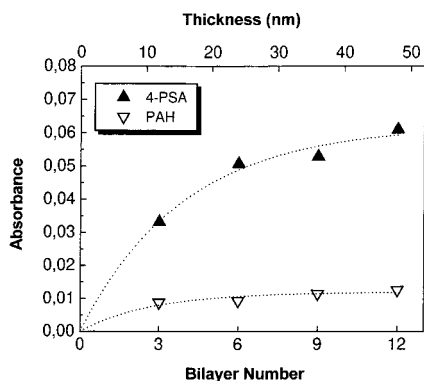 Thickness (nm)
0 10 20 30 40 50
0,08
0,07
0,06
0,05
0,04
0,03
0,02
0,01
0,00
Absorbance
4-PSA
PAH
0 3 6 9 12
Bilayer Number